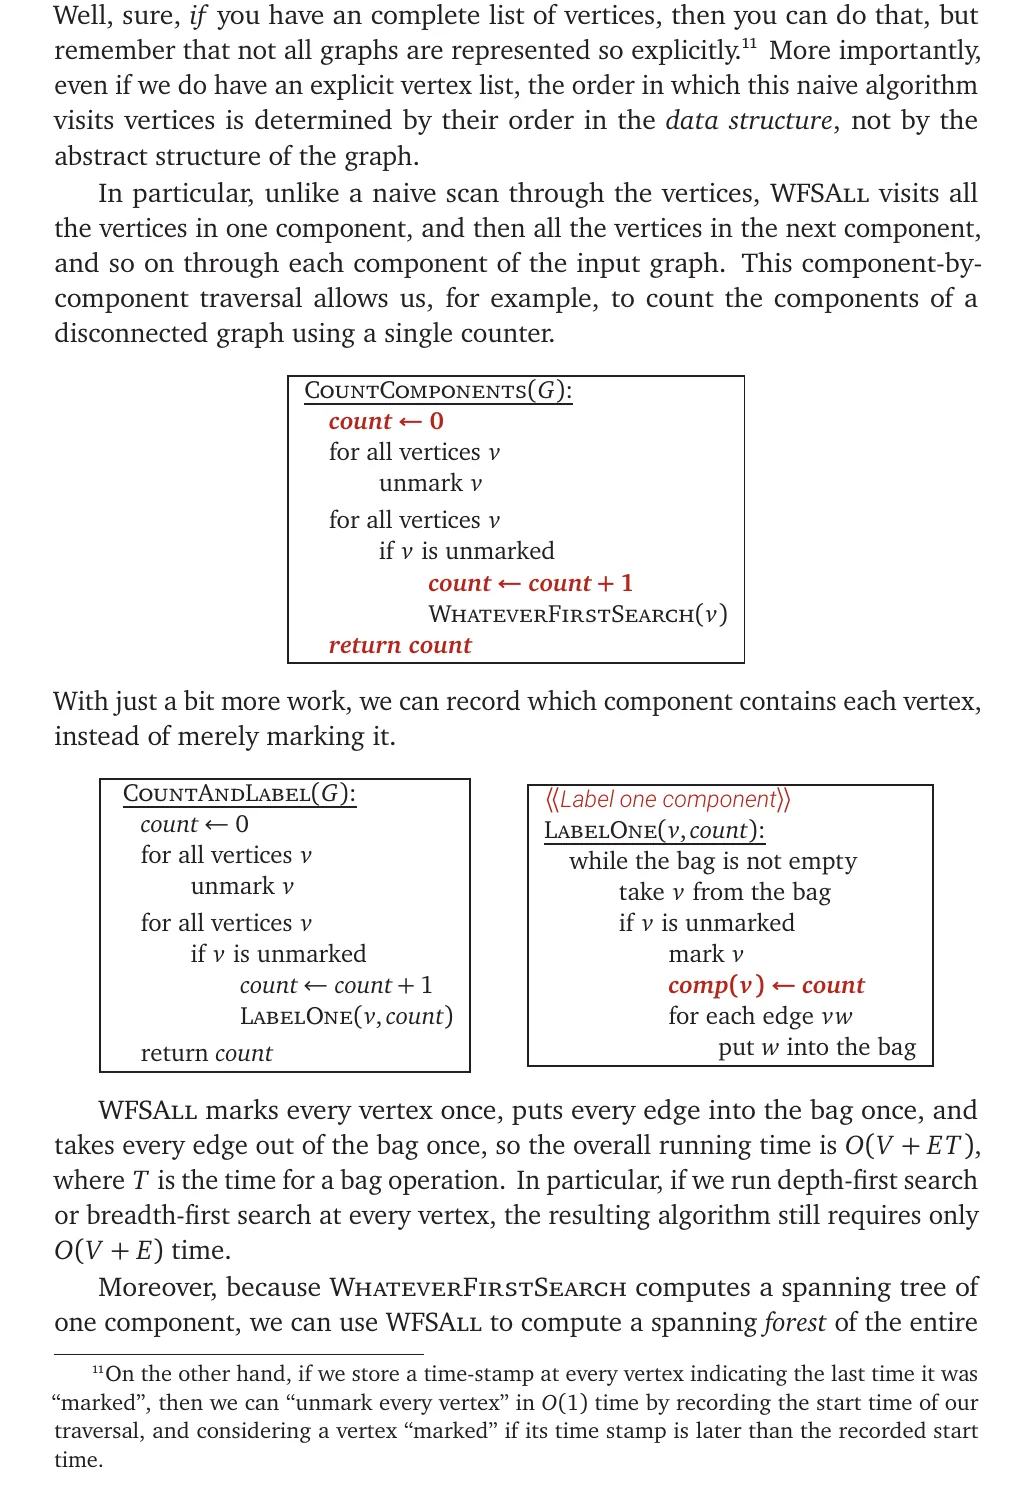 Well, sure, if you have an complete list of vertices, then you can do that, but
remember that not all graphs are represented so explicitly.¹¹ More importantly,
even if we do have an explicit vertex list, the order in which this naive algorithm
visits vertices is determined by their order in the data structure, not by the
abstract structure of the graph.
In particular, unlike a naive scan through the vertices, WFSAll visits all
the vertices in one component, and then all the vertices in the next component,
and so on through each component of the input graph. This component-by-
component traversal allows us, for example, to count the components of a
disconnected graph using a single counter.
CountComponents(G):
count ← 0
for all vertices v
unmark v
for all vertices v
if v is unmarked
count ← count + 1
WhateverFirstSearch(v)
return count
With just a bit more work, we can record which component contains each vertex,
instead of merely marking it.
CountAndLabel(G):
count ← 0
for all vertices v
unmark v
for all vertices v
if v is unmarked
count ← count + 1
LabelOne(v, count)
return count
⟪Label one component⟫
LabelOne(v, count):
while the bag is not empty
take v from the bag
if v is unmarked
mark v
comp(v) ← count
for each edge vw
put w into the bag
WFSAll marks every vertex once, puts every edge into the bag once, and
takes every edge out of the bag once, so the overall running time is O(V + ET),
where T is the time for a bag operation. In particular, if we run depth-first search
or breadth-first search at every vertex, the resulting algorithm still requires only
O(V + E) time.
Moreover, because WhateverFirstSearch computes a spanning tree of
one component, we can use WFSAll to compute a spanning forest of the entire
¹¹On the other hand, if we store a time-stamp at every vertex indicating the last time it was
“marked”, then we can “unmark every vertex” in O(1) time by recording the start time of our
traversal, and considering a vertex “marked” if its time stamp is later than the recorded start
time.